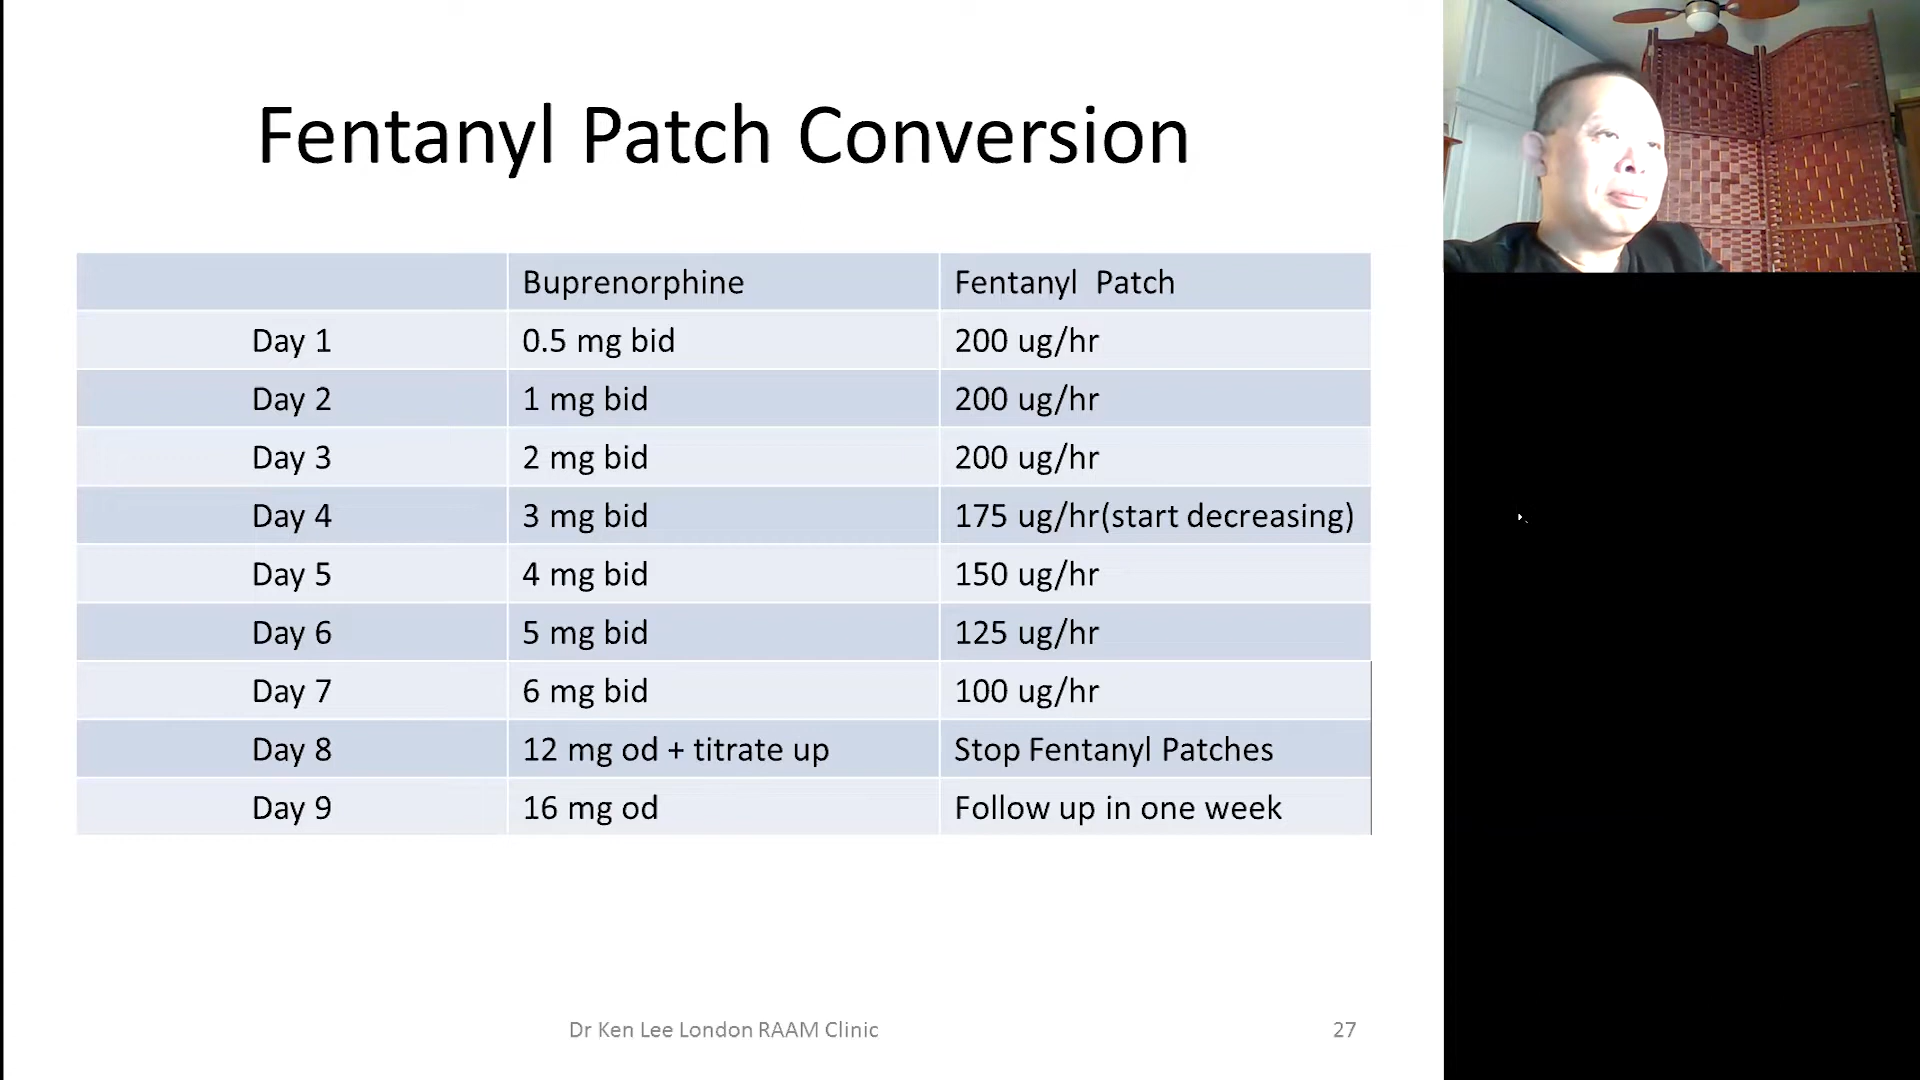 Fentanyl Patch Conversion
Buprenorphine Fentanyl Patch
Day 1 0.5 mg bid 200 ug/hr
Day 2 1 mg bid 200 ug/hr
Day 3 2 mg bid 200 ug/hr
Day 4 3 mg bid 175 ug/hr(start decreasing)
Day 5 4 mg bid 150 ug/hr
Day 6 5 mg bid 125 ug/hr
Day 7 6 mg bid 100 ug/hr
Day 8 12 mg od + titrate up Stop Fentanyl Patches
Day 9 16 mg od Follow up in one week
Dr Ken Lee London RAAM Clinic 27